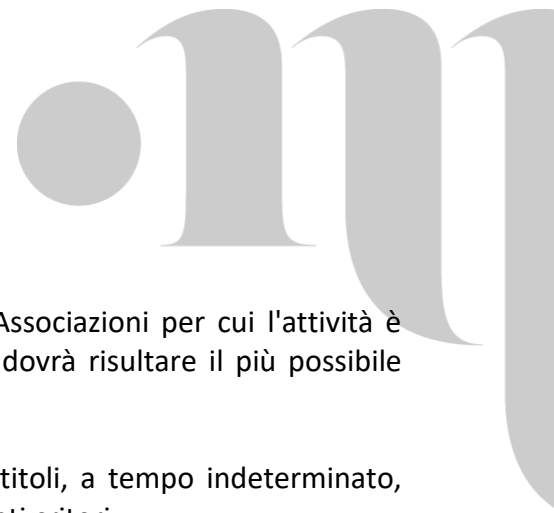 Associazioni per cui l'attività è
dovrà risultare il più possibile
titoli, a tempo indeterminato,